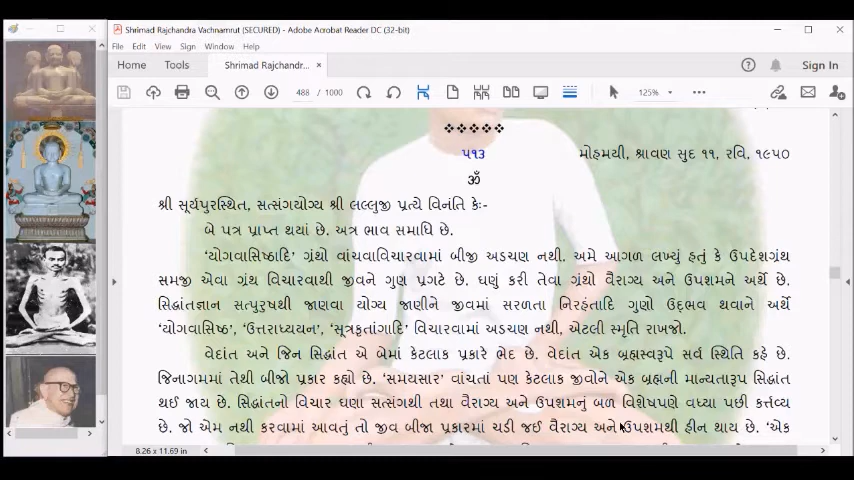 Shrimad Rajchandra Vachnamrut (SECURED) - Adobe Acrobat Reader DC (32-bit)
File Edit View Sign Window Help
Home Tools Shrimad Rajchandr... × Sign In
488 / 1000 125%
૫૧૩ મોહમયી, શ્રાવણ સુદ ૧૧, રવિ, ૧૯૫૦
ૐ
શ્રી સૂર્યપુરસ્થિત, સત્સંગયોગ્ય શ્રી લલ્લુજી પ્રત્યે વિનંતિ કેઃ-
બે પત્ર પ્રાપ્ત થયાં છે. અત્ર ભાવ સમાધિ છે.
‘યોગવાસિષ્ઠાદિ’ ગ્રંથો વાંચવાવિચારવામાં બીજી અડચણ નથી. અમે આગળ લખ્યું હતું કે ઉપદેશગ્રંથ
સમજી એવા ગ્રંથ વિચારવાથી જીવને ગુણ પ્રગટે છે. ઘણું કરી તેવા ગ્રંથો વૈરાગ્ય અને ઉપશમને અર્થે છે.
સિદ્ધાંતજ્ઞાન સત્પુરુષથી જાણવા યોગ્ય જાણીને જીવમાં સરળતા નિરહંતાદિ ગુણો ઉદ્ભવ થવાને અર્થે
‘યોગવાસિષ્ઠ’, ‘ઉત્તરાધ્યયન’, ‘સૂત્રકૃતાંગાદિ’ વિચારવામાં અડચણ નથી, એટલી સ્મૃતિ રાખજો.
વેદાંત અને જિન સિદ્ધાંત એ બેમાં કેટલાક પ્રકારે ભેદ છે. વેદાંત એક બ્રહ્મસ્વરૂપે સર્વ સ્થિતિ કહે છે.
જિનાગમમાં તેથી બીજો પ્રકાર કહ્યો છે. ‘સમયસાર’ વાંચતાં પણ કેટલાક જીવોને એક બ્રહ્મની માન્યતારૂપ સિદ્ધાંત
થઈ જાય છે. સિદ્ધાંતનો વિચાર ઘણા સત્સંગથી તથા વૈરાગ્ય અને ઉપશમનું બળ વિશેષપણે વધ્યા પછી કર્ત્તવ્ય
છે. જો એમ નથી કરવામાં આવતું તો જીવ બીજા પ્રકારમાં ચડી જઈ વૈરાગ્ય અને ઉપશમથી હીન થાય છે. ‘એક
8.26 x 11.69 in